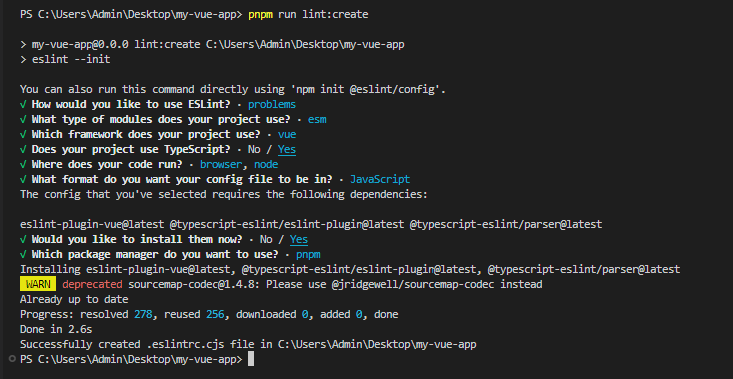 PS C:\Users\Admin\Desktop\my-vue-app> pnpm run lint:create
> my-vue-app@0.0.0 lint:create C:\Users\Admin\Desktop\my-vue-app
> eslint --init
You can also run this command directly using 'npm init @eslint/config'.
√ How would you like to use ESLint? · problems
√ What type of modules does your project use? · esm
√ Which framework does your project use? · vue
√ Does your project use TypeScript? · No / Yes
√ Where does your code run? · browser, node
√ What format do you want your config file to be in? · JavaScript
The config that you've selected requires the following dependencies:
eslint-plugin-vue@latest @typescript-eslint/eslint-plugin@latest @typescript-eslint/parser@latest
√ Would you like to install them now? · No / Yes
√ Which package manager do you want to use? · pnpm
Installing eslint-plugin-vue@latest, @typescript-eslint/eslint-plugin@latest, @typescript-eslint/parser@latest
WARN deprecated sourcemap-codec@1.4.8: Please use @jridgewell/sourcemap-codec instead
Already up to date
Progress: resolved 278, reused 256, downloaded 0, added 0, done
Done in 2.6s
Successfully created .eslintrc.cjs file in C:\Users\Admin\Desktop\my-vue-app
PS C:\Users\Admin\Desktop\my-vue-app>